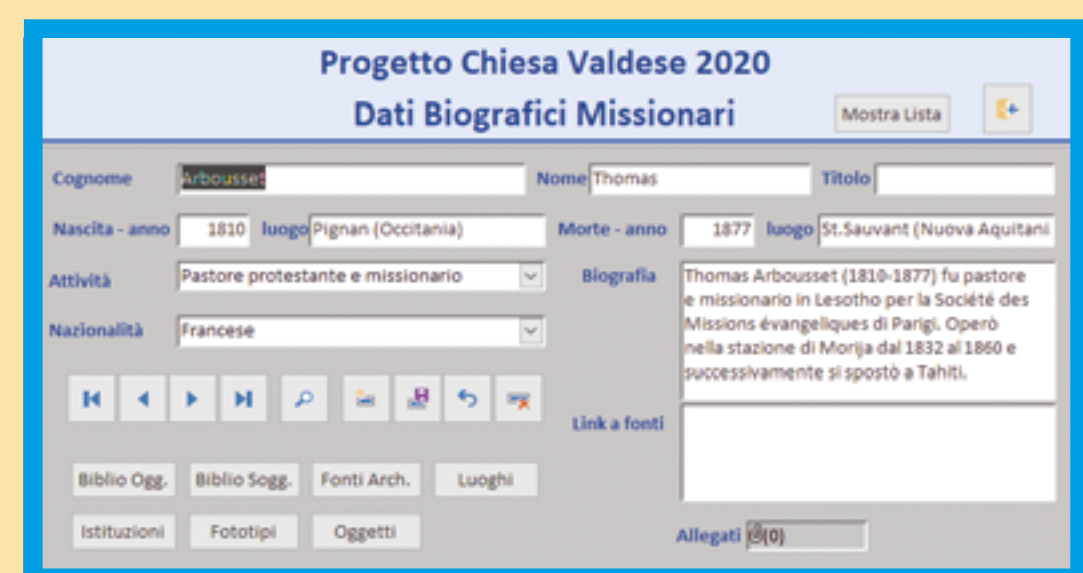 Progetto Chiesa Valdese 2020
Dati Biografici Missionari
Mostra Lista
Cognome Arbousset Nome Thomas Titolo
Nascita - anno 1810 luogo Pignan (Occitania) Morte - anno 1877 luogo St.Sauvant (Nuova Aquitani
Attività Pastore protestante e missionario
Nazionalità Francese
Biografia
Thomas Arbousset (1810-1877) fu pastore
e missionario in Lesotho per la Société des
Missions évangeliques di Parigi. Operò
nella stazione di Morija dal 1832 al 1860 e
successivamente si spostò a Tahiti.
Link a fonti
Biblio Ogg. Biblio Sogg. Fonti Arch. Luoghi
Istituzioni Fototipi Oggetti
Allegati (0)